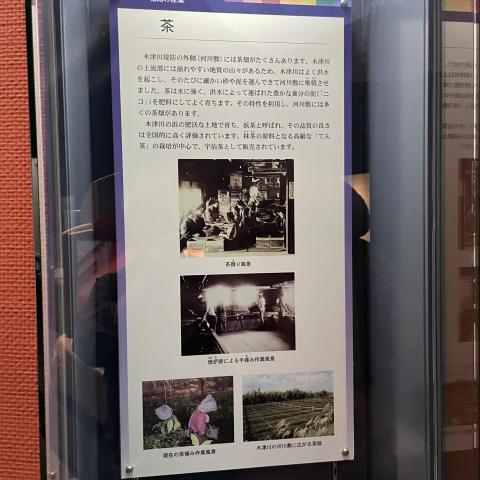 の産業
茶
木津川堤防の外側（河川敷）には茶畑がたくさんあります。木津川
の上流部には崩れやすい地質の山々があるため、木津川はよく洪水
を起こし、そのたびに細かい砂や泥を運んできて河川敷に堆積させ
ました。茶は水に強く、洪水によって運ばれた豊かな養分の泥（「ニ
コ」）を肥料にしてよく育ちます。その特性を利用し、河川敷には多
くの茶畑があります。
木津川の浜の肥沃な土地で育ち、浜茶と呼ばれ、その品質の良さ
は全国的に高く評価されています。抹茶の原料となる高級な「てん
茶」の栽培が中心で、宇治茶として販売されています。
茶摘り風景
焙炉師による手揉み作業風景
現在の茶摘み作業風景
木津川の河川敷に広がる茶畑